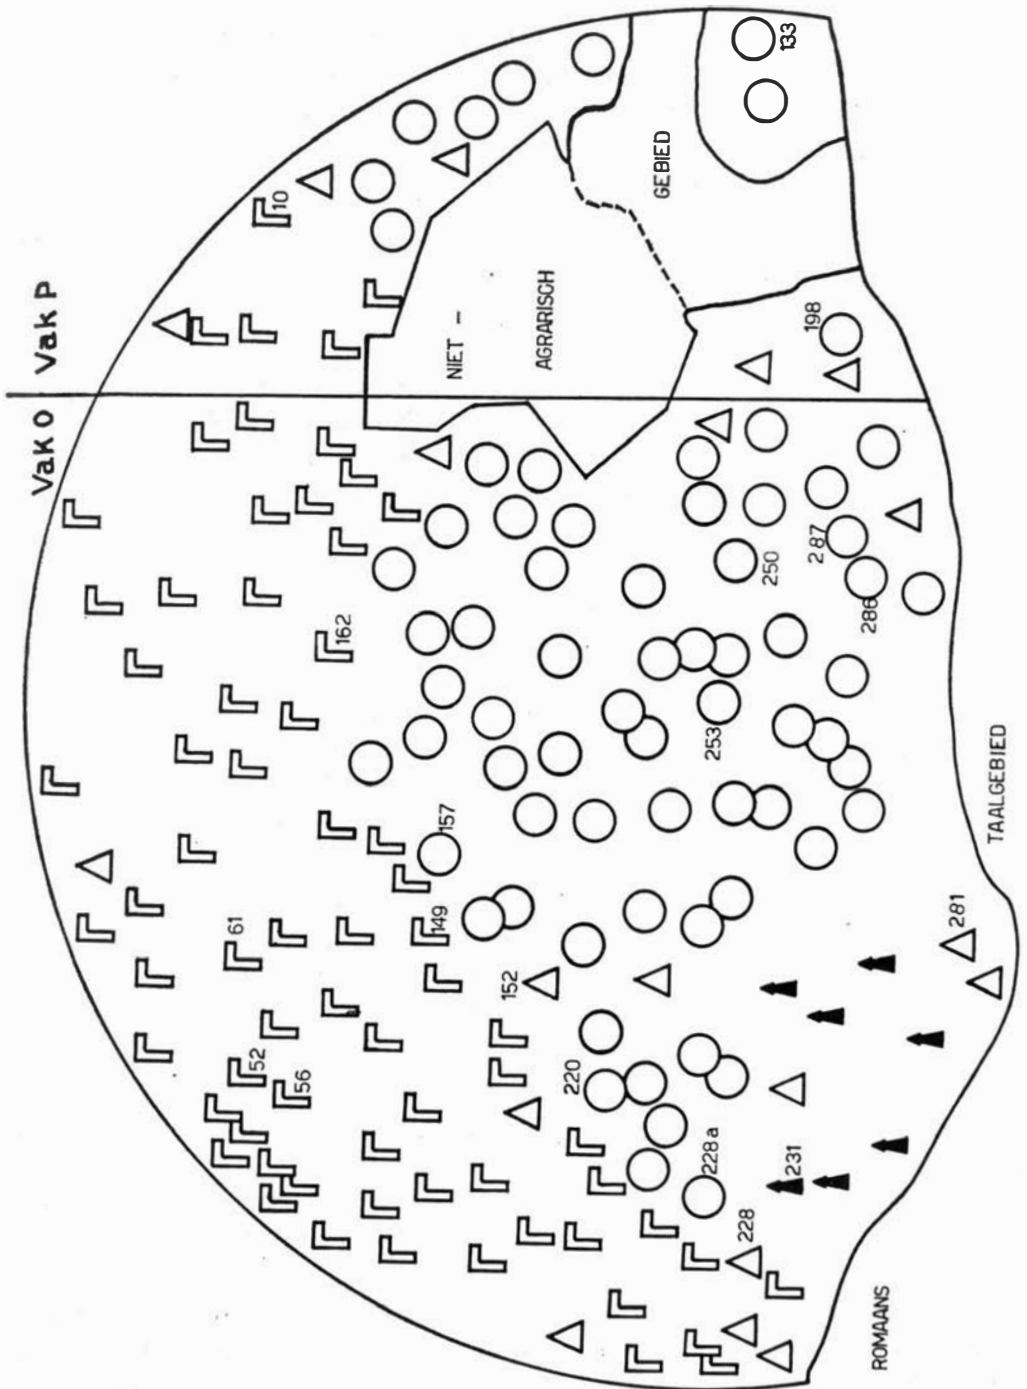 Vak O Vak P
10
133
GEBIED
NIET -
AGRARISCH
198
162
250
287
286
253
157
TAALGEBIED
61
149
152
281
52
56
220
228a
231
228
ROMAANS